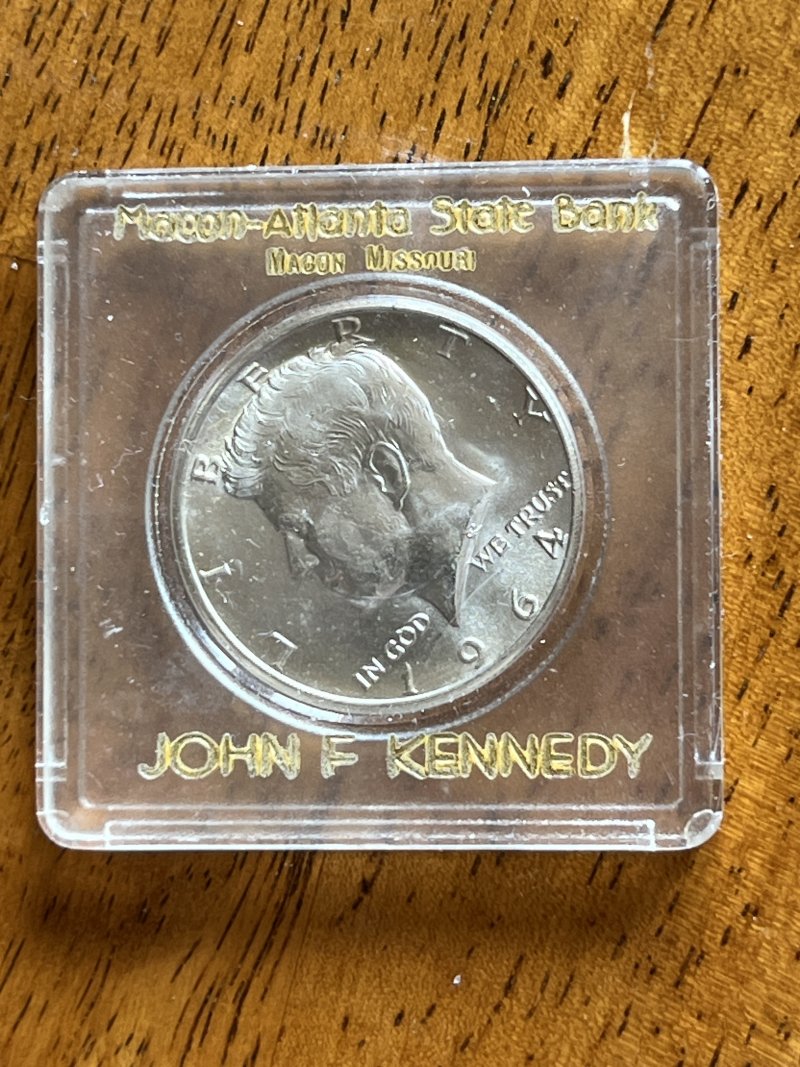 Macon-Atlanta State Bank
MACON MISSOURI
LIBERTY
IN GOD WE TRUST
1964
JOHN F KENNEDY